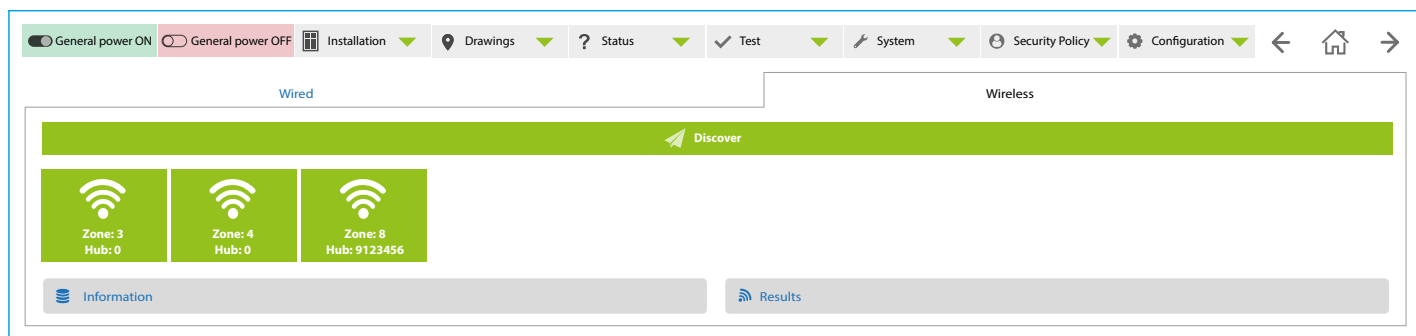 General power ON General power OFF Installation Drawings ? Status Test System Security Policy Configuration
Wired Wireless
Discover
Zone: 3 Zone: 4 Zone: 8
Hub: 0 Hub: 0 Hub: 9123456
Information Results